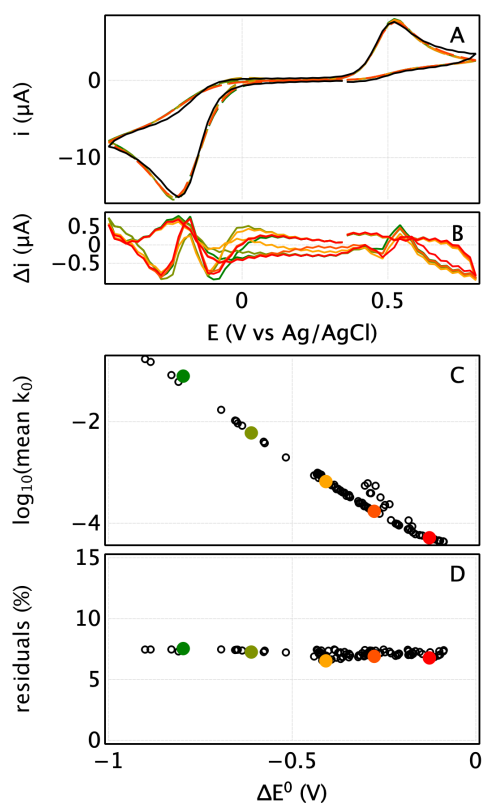 A
0
−10
i (μA)
B
0.5
0
−0.5
Δi (μA)
0
0.5
E (V vs Ag/AgCl)
C
−2
−4
log₁₀(mean k₀)
D
15
10
5
0
residuals (%)
−1
−0.5
0
ΔE⁰ (V)